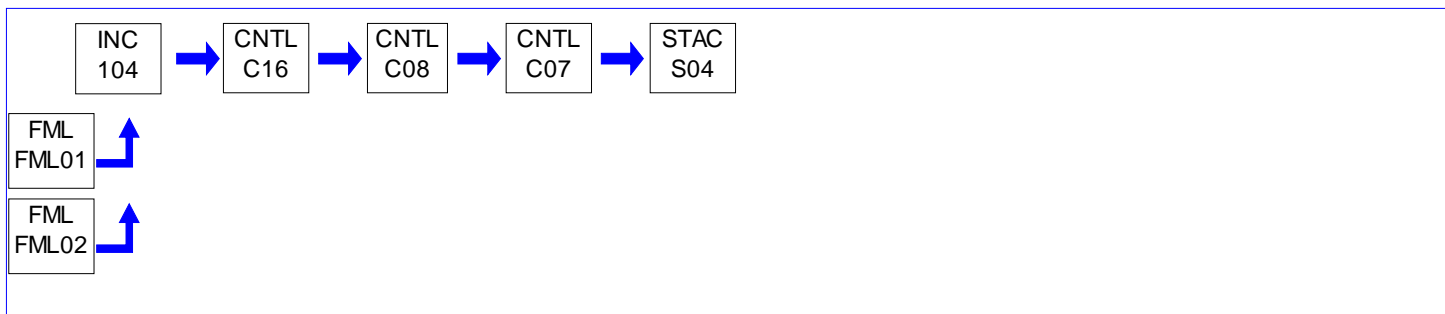 INC
104
CNTL
C16
CNTL
C08
CNTL
C07
STAC
S04
FML
FML01
FML
FML02